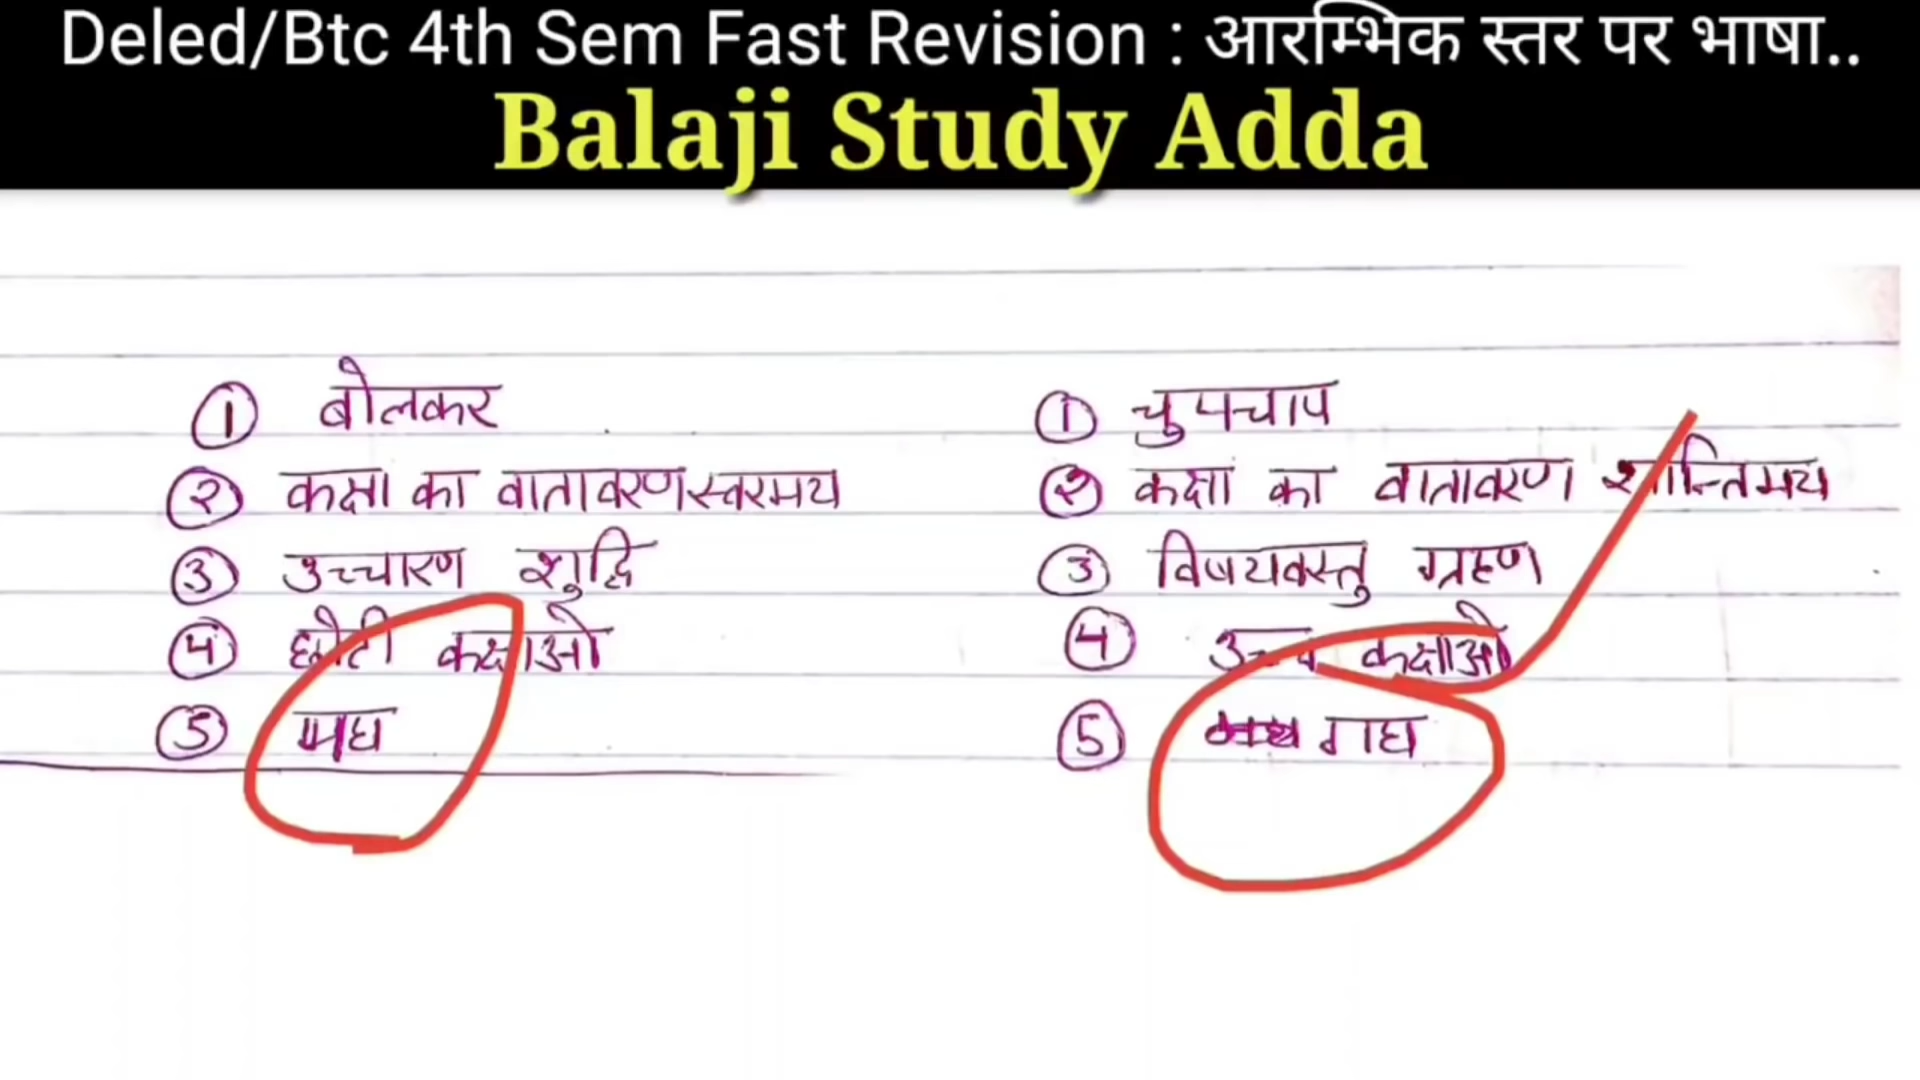 Deled/Btc 4th Sem Fast Revision : आरम्भिक स्तर पर भाषा..
Balaji Study Adda
① बोलकर
② कक्षा का वातावरण स्वरमय
③ उच्चारण शुद्धि
④ छोटी कक्षाओ
⑤ पद्य
① चुपचाप
② कक्षा का वातावरण शान्तिमय
③ विषयवस्तु ग्रहण
④ उच्च कक्षाओ
⑤ गद्य